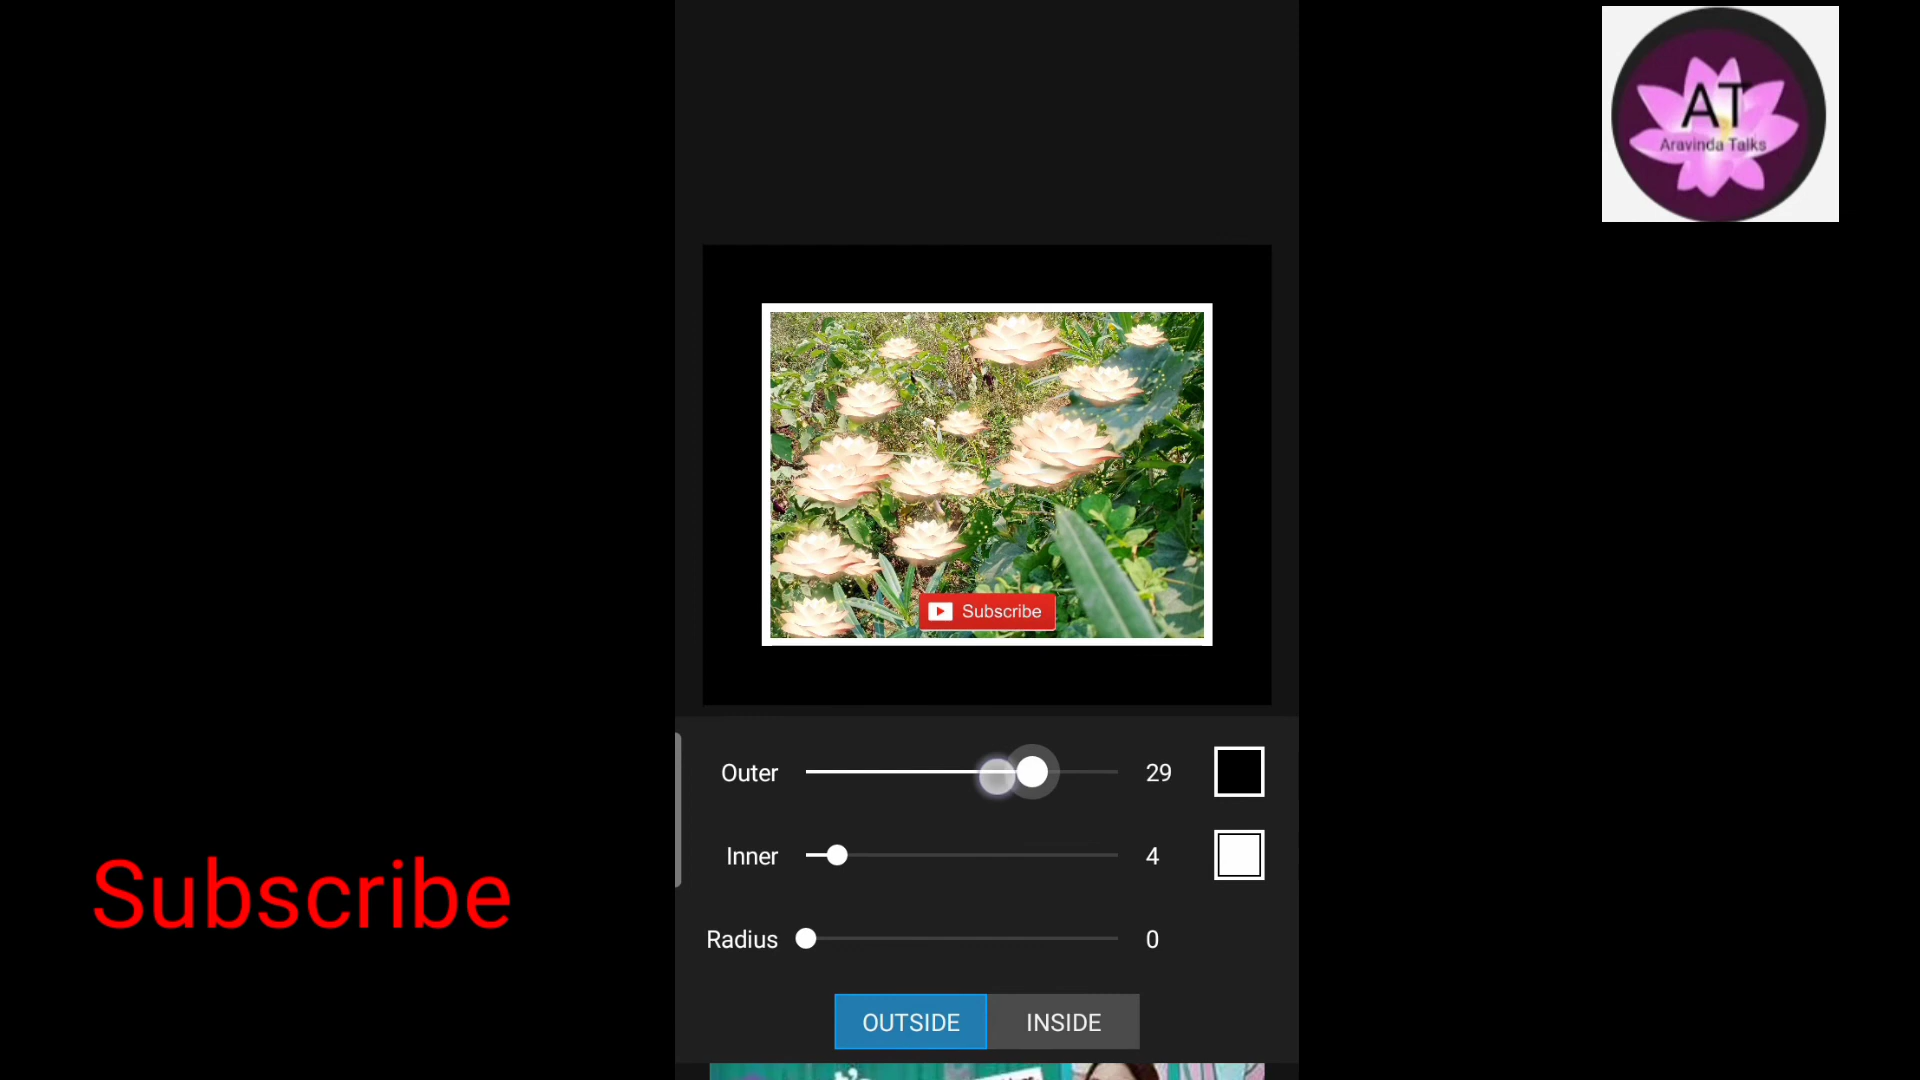 AT
Aravinda Talks
Subscribe
Outer 29
Inner 4
Radius 0
Subscribe
OUTSIDE INSIDE